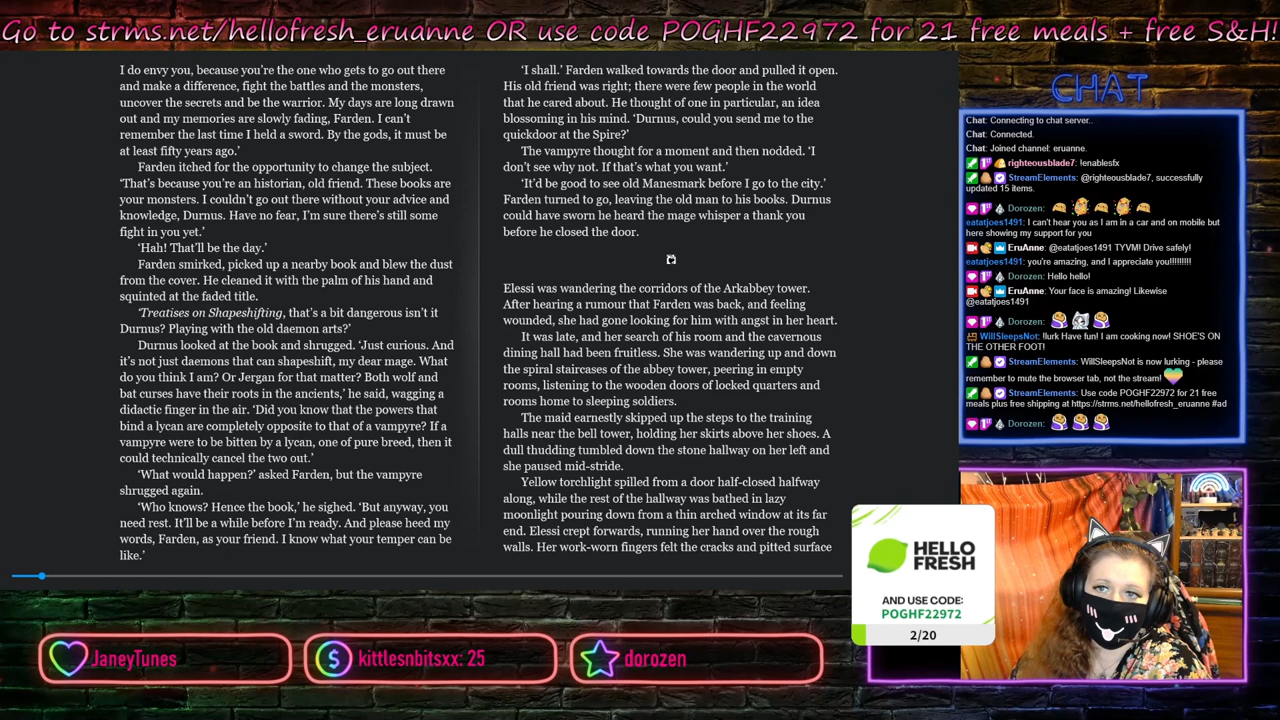 Go to strms.net/hellofresh_eruanne OR use code POGHF22972 for 21 free meals + free S&H!
I do envy you, because you're the one who gets to go out there
and make a difference, fight the battles and the monsters,
uncover the secrets and be the warrior. My days are long drawn
out and my memories are slowly fading, Farden. I can't
remember the last time I held a sword. By the gods, it must be
at least fifty years ago.'
Farden itched for the opportunity to change the subject.
'That's because you're an historian, old friend. These books are
your monsters. I couldn't go out there without your advice and
knowledge, Durnus. Have no fear, I'm sure there's still some
fight in you yet.'
'Hah! That'll be the day.'
Farden smirked, picked up a nearby book and blew the dust
from the cover. He cleaned it with the palm of his hand and
squinted at the faded title.
'Treatises on Shapeshifting, that's a bit dangerous isn't it
Durnus? Playing with the old daemon arts?'
Durnus looked at the book and shrugged. 'Just curious. And
it's not just daemons that can shapeshift, my dear mage. What
do you think I am? Or Jergan for that matter? Both wolf and
bat curses have their roots in the ancients,' he said, wagging a
didactic finger in the air. 'Did you know that the powers that
bind a lycan are completely opposite to that of a vampyre? If a
vampyre were to be bitten by a lycan, one of pure breed, then it
could technically cancel the two out.'
'What would happen?' asked Farden, but the vampyre
shrugged again.
'Who knows? Hence the book,' he sighed. 'But anyway, you
need rest. It'll be a while before I'm ready. And please heed my
words, Farden, as your friend. I know what your temper can be
like.'
'I shall.' Farden walked towards the door and pulled it open.
His old friend was right; there were few people in the world
that he cared about. He thought of one in particular, an idea
blossoming in his mind. 'Durnus, could you send me to the
quickdoor at the Spire?'
The vampyre thought for a moment and then nodded. 'I
don't see why not. If that's what you want.'
'It'd be good to see old Manesmark before I go to the city.'
Farden turned to go, leaving the old man to his books. Durnus
could have sworn he heard the mage whisper a thank you
before he closed the door.
Elessi was wandering the corridors of the Arkabbey tower.
After hearing a rumour that Farden was back, and feeling
wounded, she had gone looking for him with angst in her heart.
It was late, and her search of his room and the cavernous
dining hall had been fruitless. She was wandering up and down
the spiral staircases of the abbey tower, peering in empty
rooms, listening to the wooden doors of locked quarters and
rooms home to sleeping soldiers.
The maid earnestly skipped up the steps to the training
halls near the bell tower, holding her skirts above her shoes. A
dull thudding tumbled down the stone hallway on her left and
she paused mid-stride.
Yellow torchlight spilled from a door half-closed halfway
along, while the rest of the hallway was bathed in lazy
moonlight pouring down from a thin arched window at its far
end. Elessi crept forwards, running her hand over the rough
walls. Her work-worn fingers felt the cracks and pitted surface
CHAT
Chat: Connecting to chat server..
Chat: Connected.
Chat: Joined channel: eruanne.
righteousblade7: !enablesfx
StreamElements: @righteousblade7, successfully
updated 15 items.
Dorozen:
eatatjoes1491: I can't hear you as I am in a car and on mobile but
here showing my support for you
EruAnne: @eatatjoes1491 TYVM! Drive safely!
eatatjoes1491: you're amazing, and I appreciate you!!!!!!!!!
Dorozen: Hello hello!
EruAnne: Your face is amazing! Likewise
@eatatjoes1491
Dorozen:
WillSleepsNot: !lurk Have fun! I am cooking now! SHOE'S ON
THE OTHER FOOT!
StreamElements: WillSleepsNot is now lurking - please
remember to mute the browser tab, not the stream!
StreamElements: Use code POGHF22972 for 21 free
meals plus free shipping at https://strms.net/hellofresh_eruanne #ad
Dorozen:
HELLO
FRESH
AND USE CODE:
POGHF22972
2/20
JaneyTunes
kittlesnbitsxx: 25
dorozen